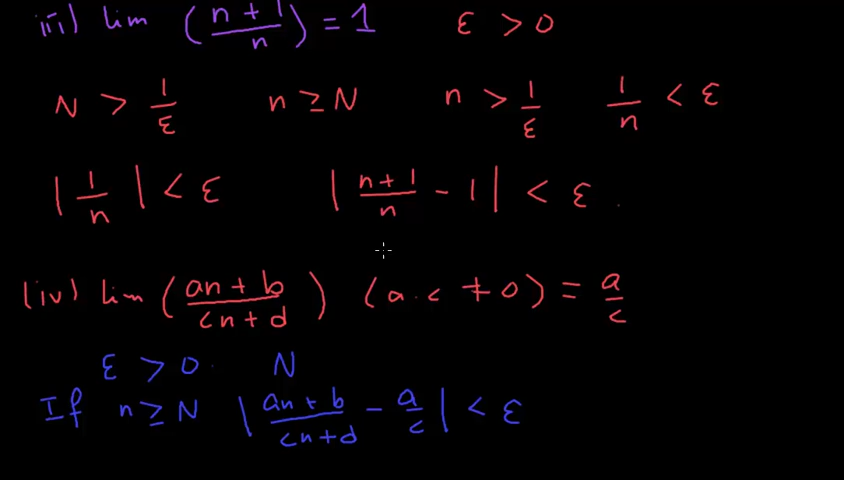 iii) lim (n+1/n) = 1 ε > 0
N > 1/ε n ≥ N n > 1/ε 1/n < ε
|1/n| < ε |n+1/n - 1| < ε
(iv) lim (an+b/cn+d) (a·c ≠ 0) = a/c
ε > 0 N
If n ≥ N |an+b/cn+d - a/c| < ε